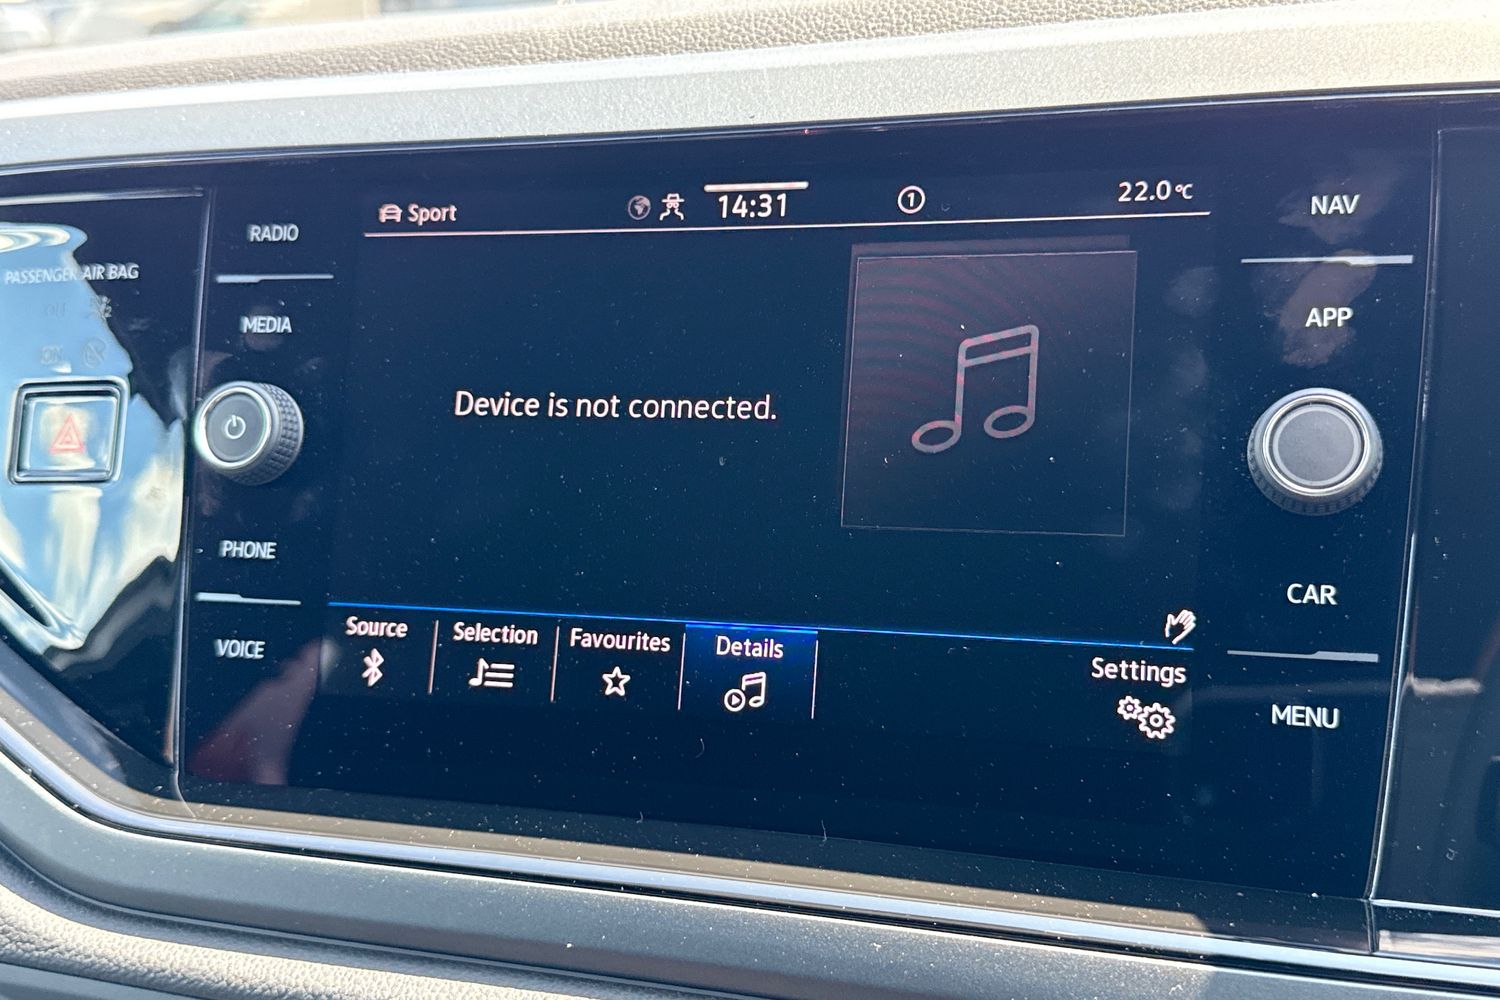 Sport
14:31
1
22.0°C
PASSENGER AIR BAG
RADIO
MEDIA
PHONE
VOICE
Device is not connected.
Source
Selection
Favourites
Details
Settings
NAV
APP
CAR
MENU